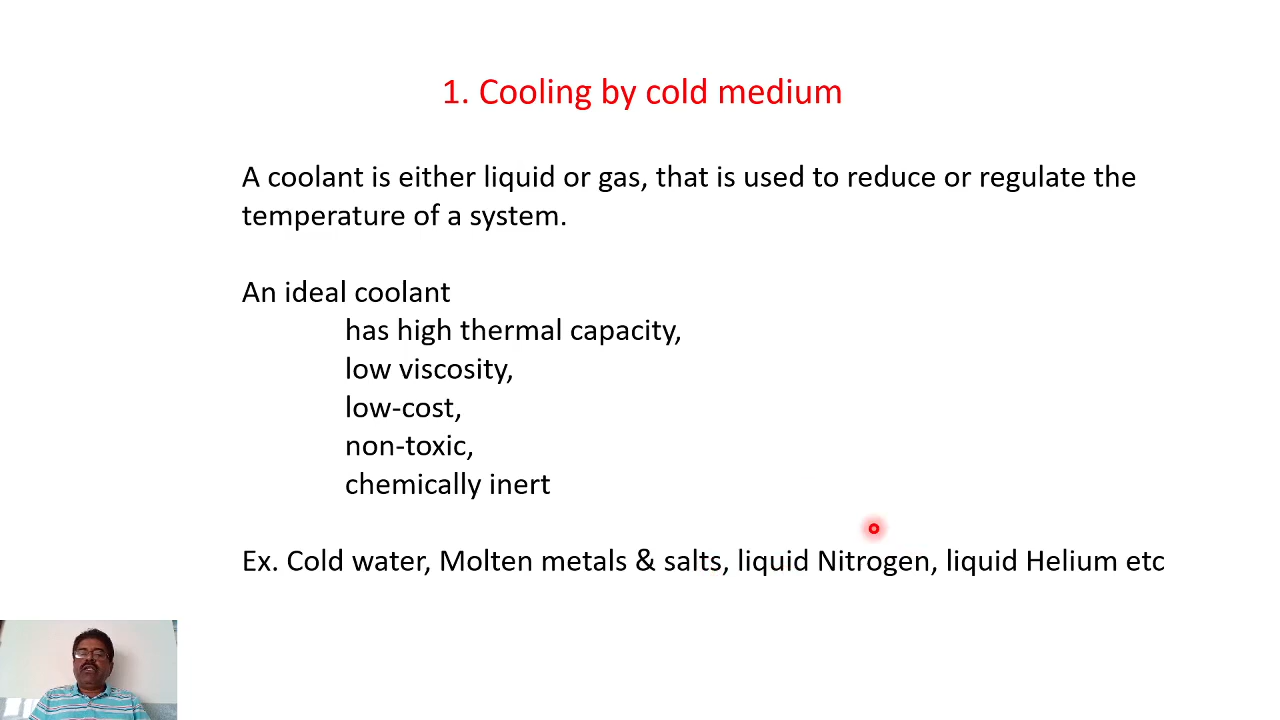 1. Cooling by cold medium
A coolant is either liquid or gas, that is used to reduce or regulate the
temperature of a system.
An ideal coolant
has high thermal capacity,
low viscosity,
low-cost,
non-toxic,
chemically inert
Ex. Cold water, Molten metals & salts, liquid Nitrogen, liquid Helium etc